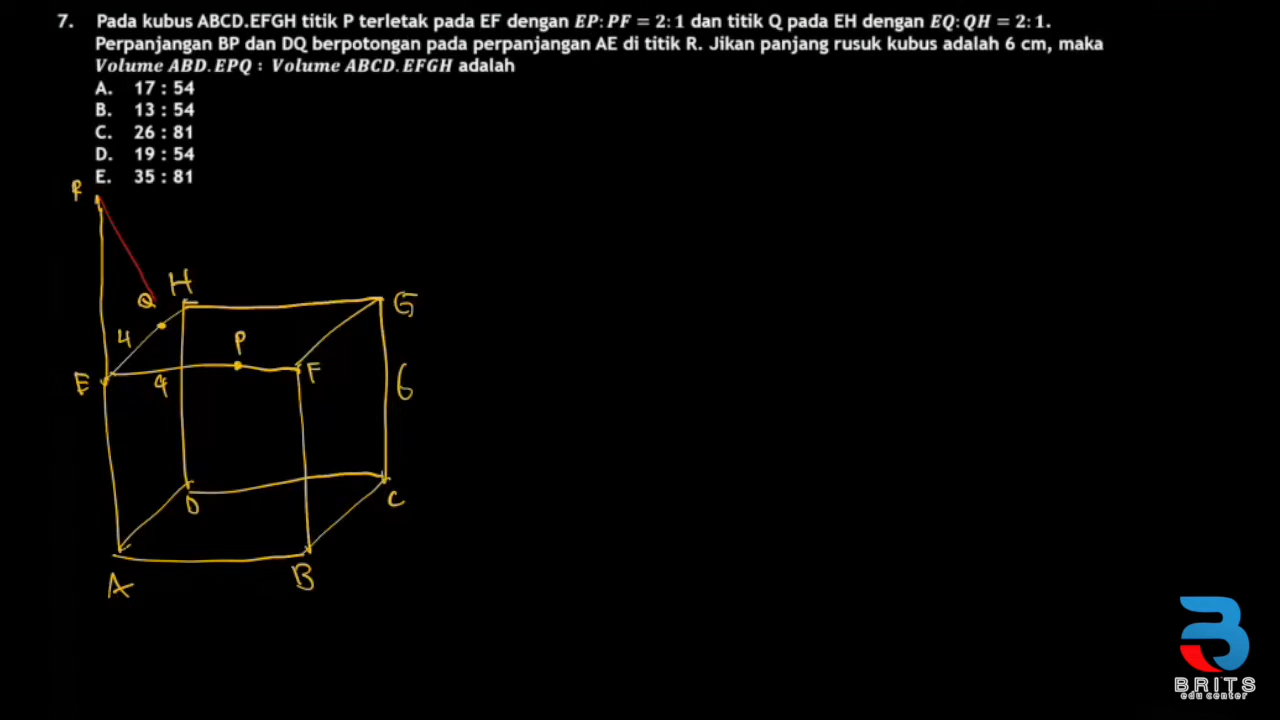 7. Pada kubus ABCD.EFGH titik P terletak pada EF dengan EP: PF = 2: 1 dan titik Q pada EH dengan EQ: QH = 2: 1.
Perpanjangan BP dan DQ berpotongan pada perpanjangan AE di titik R. Jikan panjang rusuk kubus adalah 6 cm, maka
Volume ABD.EPQ : Volume ABCD.EFGH adalah
A. 17 : 54
B. 13 : 54
C. 26 : 81
D. 19 : 54
E. 35 : 81
R
H
Q
G
4
P
E
4
F
6
D
C
A
B
BRITS
edu center